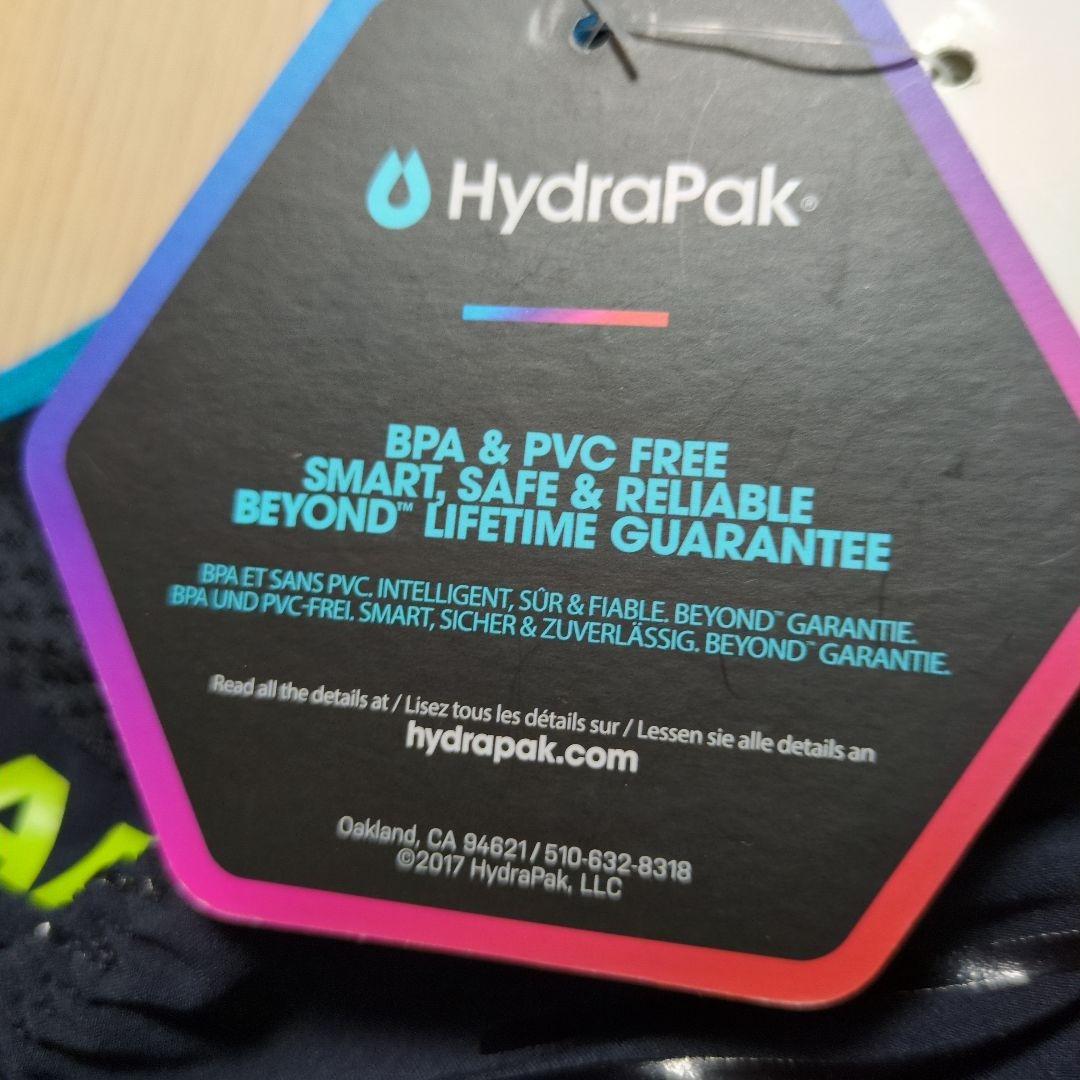 HydraPak®
BPA & PVC FREE
SMART, SAFE & RELIABLE
BEYOND™ LIFETIME GUARANTEE
BPA ET SANS PVC. INTELLIGENT, SÛR & FIABLE. BEYOND™ GARANTIE.
BPA UND PVC-FREI. SMART, SICHER & ZUVERLÄSSIG. BEYOND™ GARANTIE.
Read all the details at / Lisez tous les détails sur / Lessen sie alle details an
hydrapak.com
Oakland, CA 94621 / 510-632-8318
©2017 HydraPak, LLC